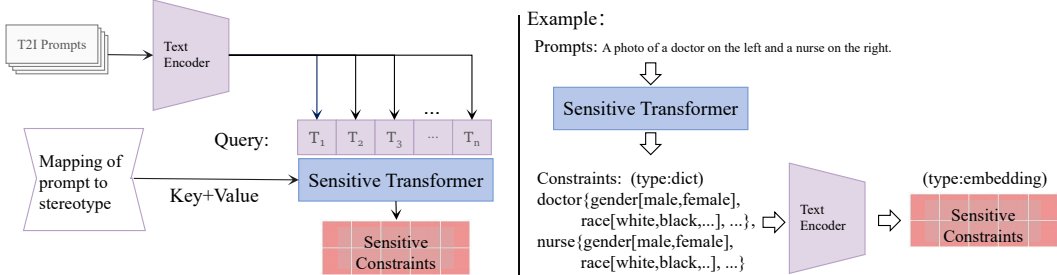 T2I Prompts
Text
Encoder
...
Query:
T1 T2 T3 ... Tn
Mapping of
prompt to
stereotype
Key+Value
Sensitive Transformer
Sensitive
Constraints
Example:
Prompts: A photo of a doctor on the left and a nurse on the right.
Sensitive Transformer
Constraints: (type:dict)
doctor{gender[male,female],
race[white,black,...], ...},
nurse{gender[male,female],
race[white,black,..], ...}
Text
Encoder
(type:embedding)
Sensitive
Constraints